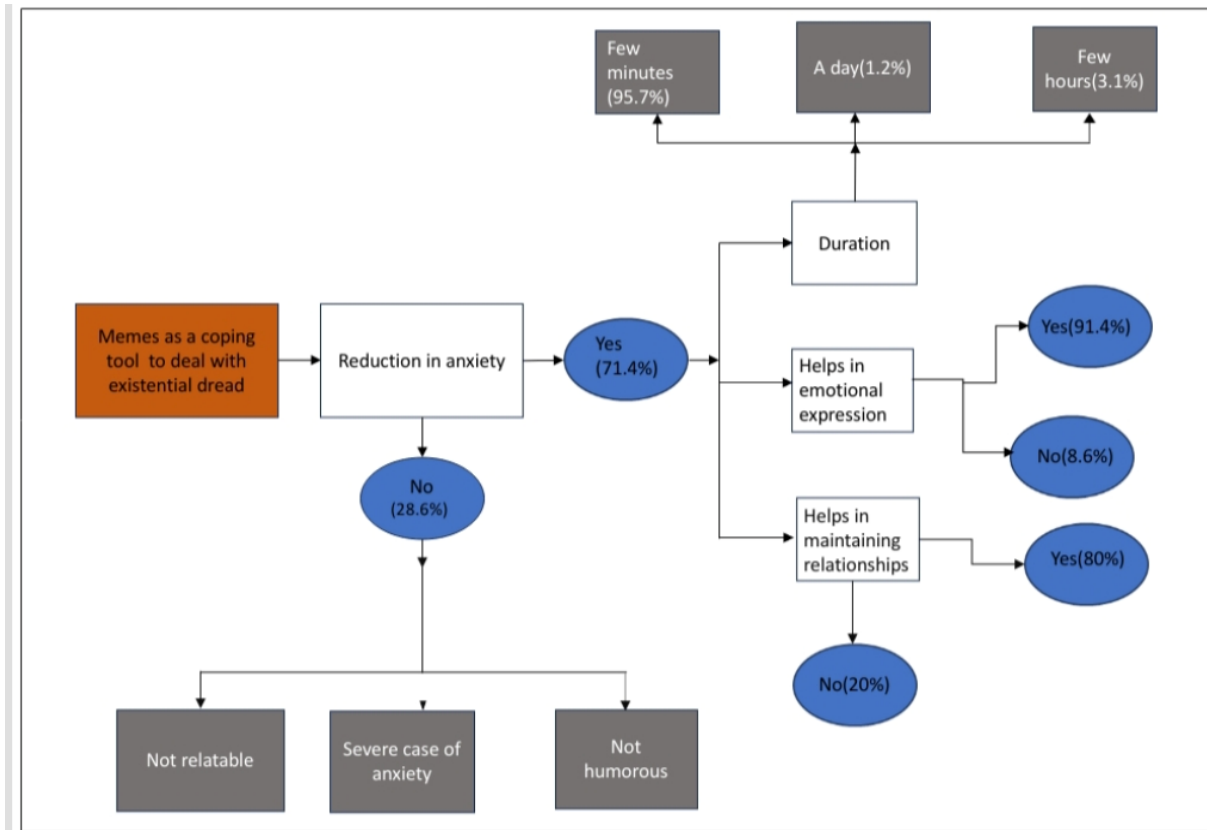 Few
minutes
(95.7%)
A day(1.2%)
Few
hours(3.1%)
Duration
Memes as a coping
tool to deal with
existential dread
Reduction in anxiety
Yes
(71.4%)
Helps in
emotional
expression
Yes(91.4%)
No(8.6%)
No
(28.6%)
Helps in
maintaining
relationships
Yes(80%)
No(20%)
Not relatable
Severe case of
anxiety
Not
humorous